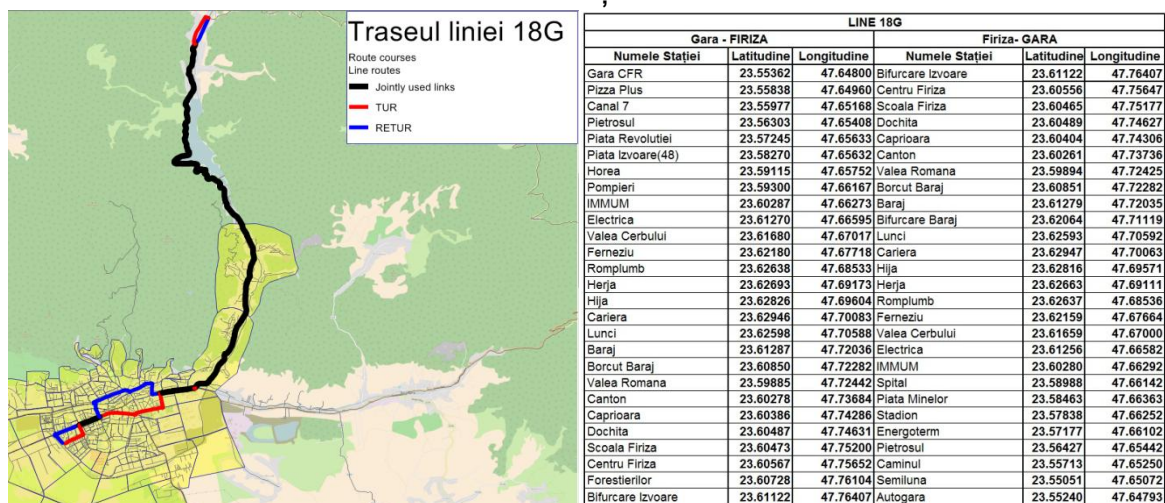 Traseul liniei 18G
Route courses
Line routes
Jointly used links
TUR
RETUR
LINE 18G
Gara - FIRIZA Firiza- GARA
Numele Stației Latitudine Longitudine Numele Stației Latitudine Longitudine
Gara CFR 23.55362 47.64800 Bifurcare Izvoare 23.61122 47.76407
Pizza Plus 23.55838 47.64960 Centru Firiza 23.60556 47.75647
Canal 7 23.55977 47.65168 Scoala Firiza 23.60465 47.75177
Pietrosul 23.56303 47.65408 Dochita 23.60489 47.74627
Piata Revolutiei 23.57245 47.65633 Caprioara 23.60404 47.74306
Piata Izvoare(48) 23.58270 47.65632 Canton 23.60261 47.73736
Horea 23.59115 47.65752 Valea Romana 23.59894 47.72425
Pompieri 23.59300 47.66167 Borcut Baraj 23.60851 47.72282
IMMUM 23.60287 47.66273 Baraj 23.61279 47.72035
Electrica 23.61270 47.66595 Bifurcare Baraj 23.62064 47.71119
Valea Cerbului 23.61680 47.67017 Lunci 23.62593 47.70592
Ferneziu 23.62180 47.67718 Cariera 23.62947 47.70063
Romplumb 23.62638 47.68533 Hija 23.62816 47.69571
Herja 23.62693 47.69173 Herja 23.62663 47.69111
Hija 23.62826 47.69604 Romplumb 23.62637 47.68536
Cariera 23.62946 47.70083 Ferneziu 23.62159 47.67664
Lunci 23.62598 47.70588 Valea Cerbului 23.61659 47.67000
Baraj 23.61287 47.72036 Electrica 23.61256 47.66582
Borcut Baraj 23.60850 47.72282 IMMUM 23.60280 47.66292
Valea Romana 23.59885 47.72442 Spital 23.58988 47.66142
Canton 23.60278 47.73684 Piata Minelor 23.58463 47.66363
Caprioara 23.60386 47.74286 Stadion 23.57838 47.66252
Dochita 23.60487 47.74631 Energoterm 23.57177 47.66102
Scoala Firiza 23.60473 47.75200 Pietrosul 23.56427 47.65442
Centru Firiza 23.60567 47.75652 Caminul 23.55713 47.65250
Forestierilor 23.60728 47.76104 Semiluna 23.55051 47.65072
Bifurcare Izvoare 23.61122 47.76407 Autogara 23.55240 47.64793